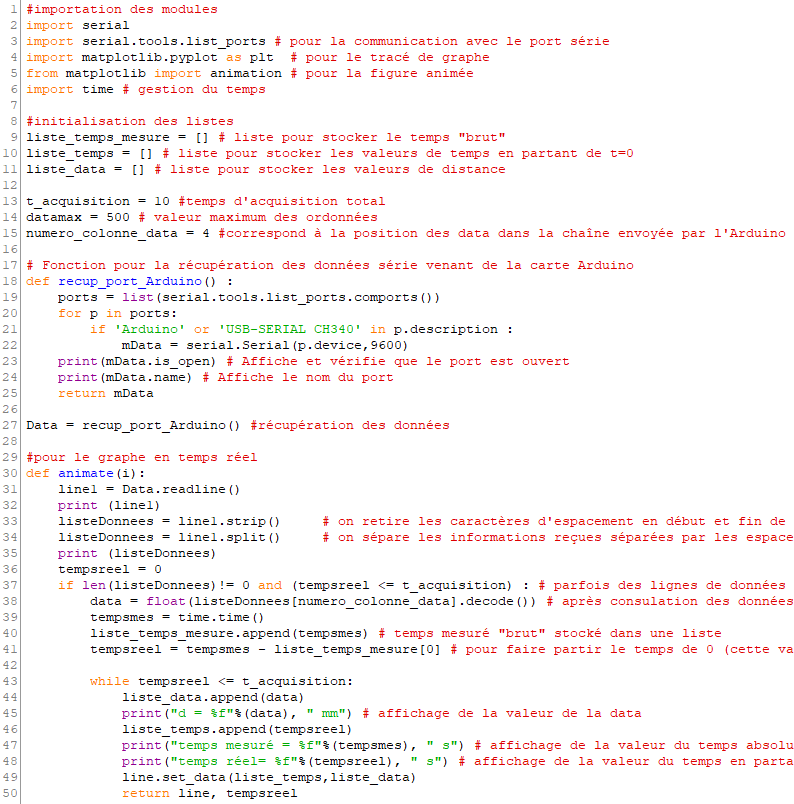 1 #importation des modules
2 import serial
3 import serial.tools.list_ports # pour la communication avec le port série
4 import matplotlib.pyplot as plt  # pour le tracé de graphe
5 from matplotlib import animation # pour la figure animée
6 import time # gestion du temps
7
8 #initialisation des listes
9 liste_temps_mesure = [] # liste pour stocker le temps "brut"
10 liste_temps = [] # liste pour stocker les valeurs de temps en partant de t=0
11 liste_data = [] # liste pour stocker les valeurs de distance
12
13 t_acquisition = 10 #temps d'acquisition total
14 datamax = 500 # valeur maximum des ordonnées
15 numero_colonne_data = 4 #correspond à la position des data dans la chaîne envoyée par l'Arduino
16
17 # Fonction pour la récupération des données série venant de la carte Arduino
18 def recup_port_Arduino() :
19     ports = list(serial.tools.list_ports.comports())
20     for p in ports:
21         if 'Arduino' or 'USB-SERIAL CH340' in p.description :
22             mData = serial.Serial(p.device,9600)
23     print(mData.is_open) # Affiche et vérifie que le port est ouvert
24     print(mData.name) # Affiche le nom du port
25     return mData
26
27 Data = recup_port_Arduino() #récupération des données
28
29 #pour le graphe en temps réel
30 def animate(i):
31     line1 = Data.readline()
32     print (line1)
33     listeDonnees = line1.strip()     # on retire les caractères d'espacement en début et fin de
34     listeDonnees = line1.split()     # on sépare les informations reçues séparées par les espace
35     print (listeDonnees)
36     tempsreel = 0
37     if len(listeDonnees)!= 0 and (tempsreel <= t_acquisition) : # parfois des lignes de données
38         data = float(listeDonnees[numero_colonne_data].decode()) # après consulation des données
39         tempsmes = time.time()
40         liste_temps_mesure.append(tempsmes) # temps mesuré "brut" stocké dans une liste
41         tempsreel = tempsmes - liste_temps_mesure[0] # pour faire partir le temps de 0 (cette va
42
43         while tempsreel <= t_acquisition:
44             liste_data.append(data)
45             print("d = %f"%(data), " mm") # affichage de la valeur de la data
46             liste_temps.append(tempsreel)
47             print("temps mesuré = %f"%(tempsmes), " s") # affichage de la valeur du temps absolu
48             print("temps réel= %f"%(tempsreel), " s") # affichage de la valeur du temps en parta
49             line.set_data(liste_temps,liste_data)
50             return line, tempsreel